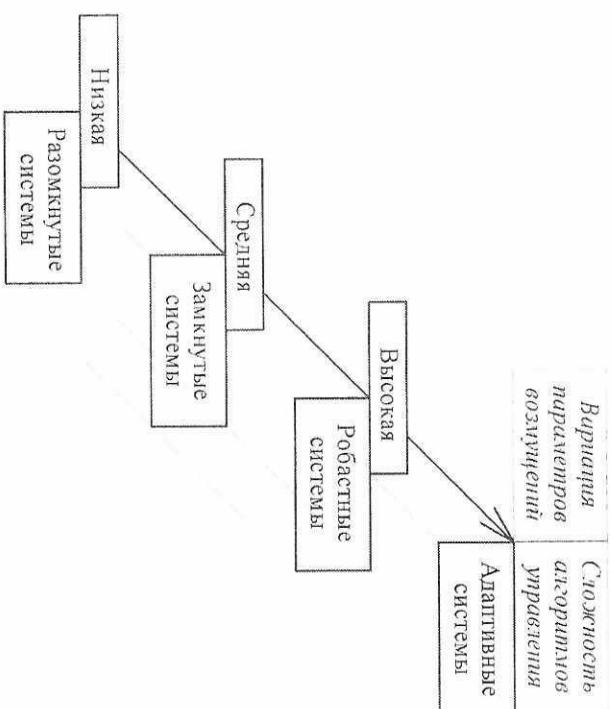 Вариация
параметров
возмущений
Сложность
алгоритмов
управления
Высокая
Адаптивные
системы
Средняя
Робастные
системы
Низкая
Замкнутые
системы
Разомкнутые
системы